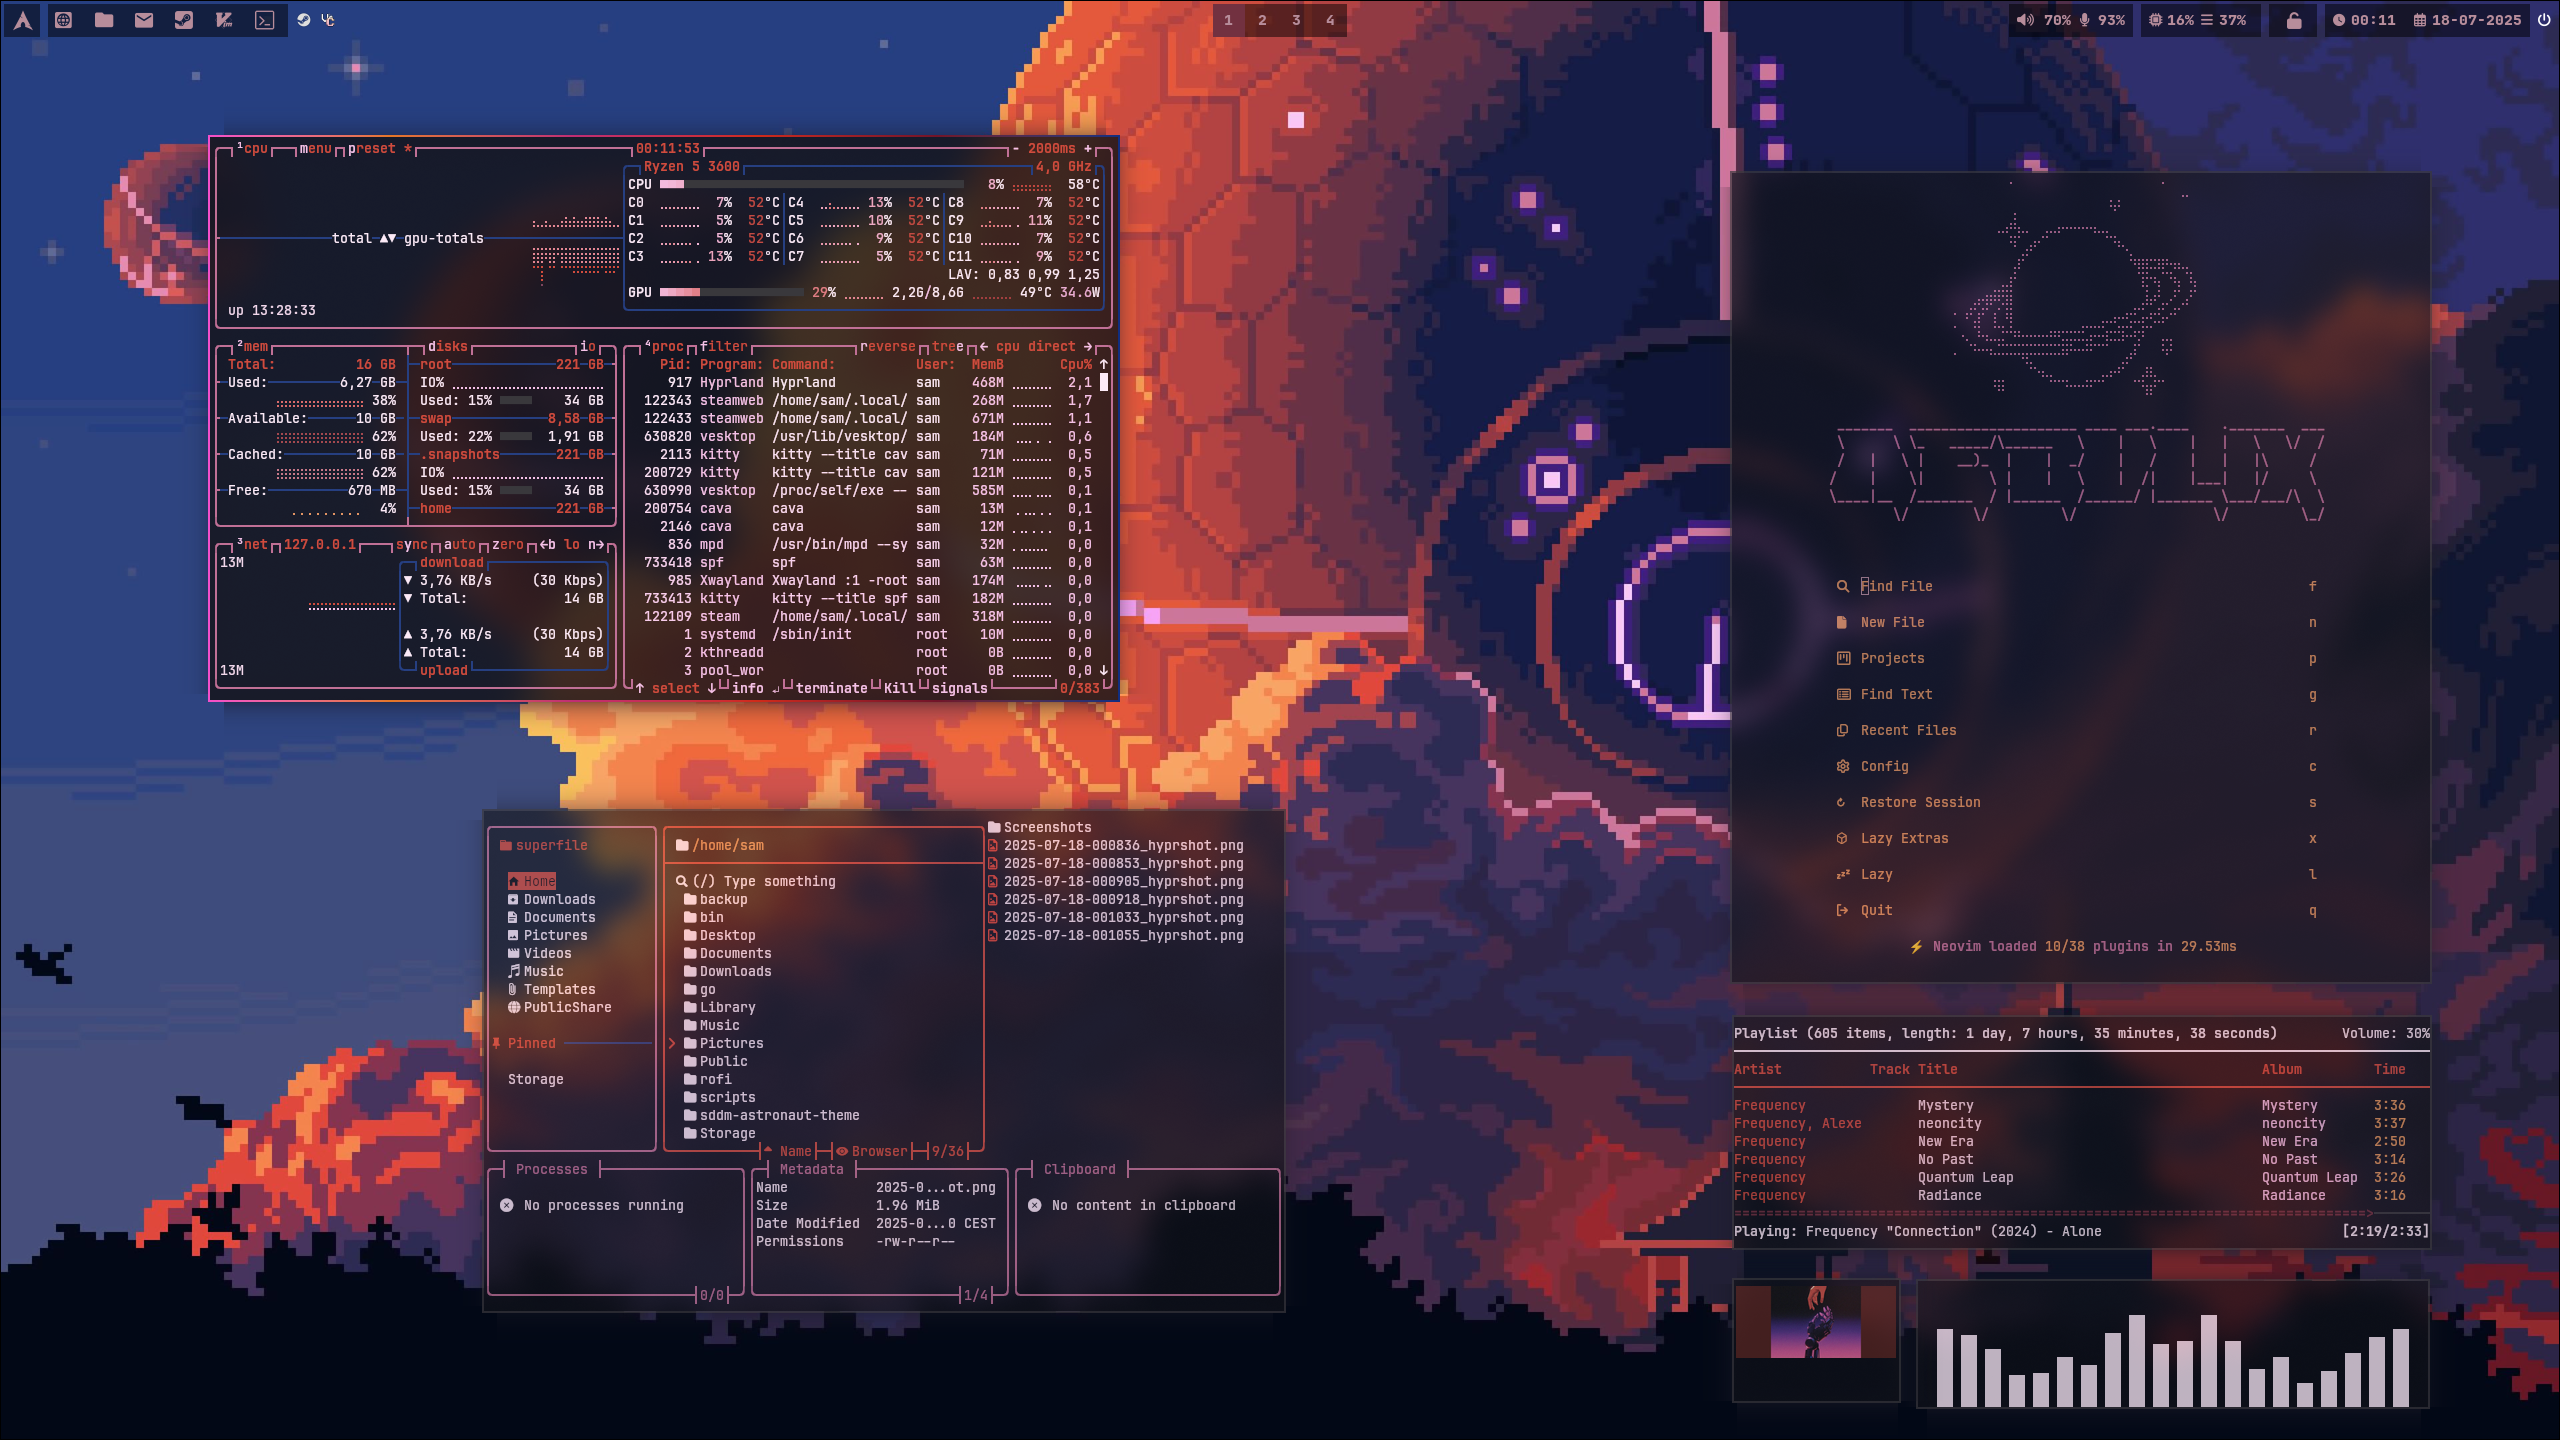 1 2 3 4
70% 93% 16% 37% 00:11 18-07-2025
¹cpu menu preset * 00:11:53 - 2000ms +
Ryzen 5 3600 4,0 GHz
CPU 8% 58°C
C0 7% 52°C C4 13% 52°C C8 7% 52°C
C1 5% 52°C C5 10% 52°C C9 11% 52°C
total ▲▼ gpu-totals C2 5% 52°C C6 9% 52°C C10 7% 52°C
C3 13% 52°C C7 5% 52°C C11 9% 52°C
LAV: 0,83 0,99 1,25
GPU 29% 2,2G/8,6G 49°C 34.6W
up 13:28:33
²mem disks io
Total: 16 GB root 221 GB
Used: 6,27 GB IO%
38% Used: 15% 34 GB
Available: 10 GB swap 8,58 GB
62% Used: 22% 1,91 GB
Cached: 10 GB .snapshots 221 GB
62% IO%
Free: 670 MB Used: 15% 34 GB
4% home 221 GB
³net 127.0.0.1 sync auto zero ←b lo n→
13M download
▼ 3,76 KB/s (30 Kbps)
▼ Total: 14 GB
▲ 3,76 KB/s (30 Kbps)
▲ Total: 14 GB
13M upload
⁴proc filter reverse tree ← cpu direct →
Pid: Program: Command: User: MemB Cpu% ↑
917 Hyprland Hyprland sam 468M 2,1
122343 steamweb /home/sam/.local/ sam 268M 1,7
122433 steamweb /home/sam/.local/ sam 671M 1,1
630820 vesktop /usr/lib/vesktop/ sam 184M 0,6
2113 kitty kitty --title cav sam 71M 0,5
200729 kitty kitty --title cav sam 121M 0,5
630990 vesktop /proc/self/exe -- sam 585M 0,1
200754 cava cava sam 13M 0,1
2146 cava cava sam 12M 0,1
836 mpd /usr/bin/mpd --sy sam 32M 0,0
733418 spf spf sam 63M 0,0
985 Xwayland Xwayland :1 -root sam 174M 0,0
733413 kitty kitty --title spf sam 182M 0,0
122109 steam /home/sam/.local/ sam 318M 0,0
1 systemd /sbin/init root 10M 0,0
2 kthreadd root 0B 0,0
3 pool_wor root 0B 0,0 ↓
↑ select ↓ info ↲ terminate Kill signals 0/383
superfile
Home
Downloads
Documents
Pictures
Videos
Music
Templates
PublicShare
Pinned
Storage
/home/sam
(/) Type something
backup
bin
Desktop
Documents
Downloads
go
Library
Music
Pictures
Public
rofi
scripts
sddm-astronaut-theme
Storage
Name Browser 9/36
Screenshots
2025-07-18-000836_hyprshot.png
2025-07-18-000853_hyprshot.png
2025-07-18-000905_hyprshot.png
2025-07-18-000918_hyprshot.png
2025-07-18-001033_hyprshot.png
2025-07-18-001055_hyprshot.png
Processes
No processes running
0/0
Metadata
Name 2025-0...ot.png
Size 1.96 MiB
Date Modified 2025-0...0 CEST
Permissions -rw-r--r--
1/4
Clipboard
No content in clipboard
Find File f
New File n
Projects p
Find Text g
Recent Files r
Config c
Restore Session s
Lazy Extras x
Lazy l
Quit q
⚡ Neovim loaded 10/38 plugins in 29.53ms
Playlist (605 items, length: 1 day, 7 hours, 35 minutes, 38 seconds) Volume: 30%
Artist Track Title Album Time
Frequency Mystery Mystery 3:36
Frequency, Alexe neoncity neoncity 3:37
Frequency New Era New Era 2:50
Frequency No Past No Past 3:14
Frequency Quantum Leap Quantum Leap 3:26
Frequency Radiance Radiance 3:16
Playing: Frequency "Connection" (2024) - Alone [2:19/2:33]